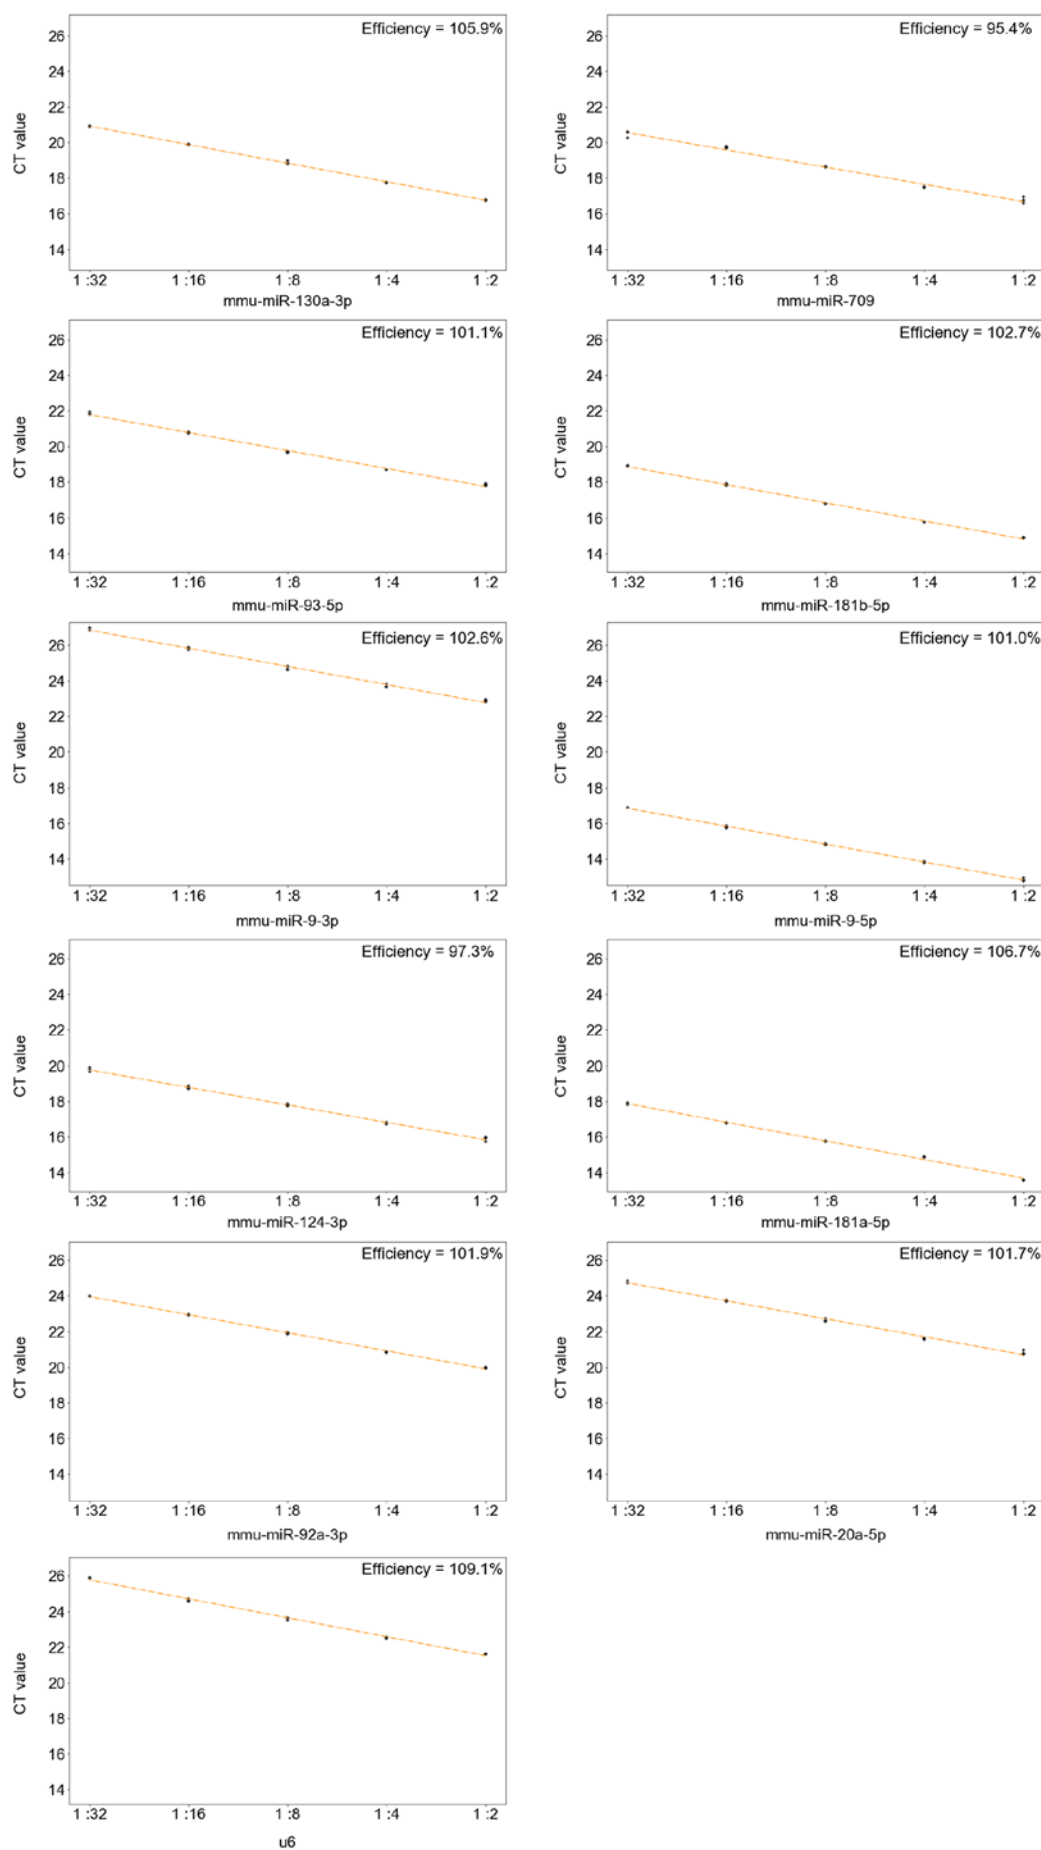 Efficiency = 105.9%
CT value
26
24
22
20
18
16
14
1 :32 1 :16 1 :8 1 :4 1 :2
mmu-miR-130a-3p
Efficiency = 95.4%
CT value
26
24
22
20
18
16
14
1 :32 1 :16 1 :8 1 :4 1 :2
mmu-miR-709
Efficiency = 101.1%
CT value
26
24
22
20
18
16
14
1 :32 1 :16 1 :8 1 :4 1 :2
mmu-miR-93-5p
Efficiency = 102.7%
CT value
26
24
22
20
18
16
14
1 :32 1 :16 1 :8 1 :4 1 :2
mmu-miR-181b-5p
Efficiency = 102.6%
CT value
26
24
22
20
18
16
14
1 :32 1 :16 1 :8 1 :4 1 :2
mmu-miR-9-3p
Efficiency = 101.0%
CT value
26
24
22
20
18
16
14
1 :32 1 :16 1 :8 1 :4 1 :2
mmu-miR-9-5p
Efficiency = 97.3%
CT value
26
24
22
20
18
16
14
1 :32 1 :16 1 :8 1 :4 1 :2
mmu-miR-124-3p
Efficiency = 106.7%
CT value
26
24
22
20
18
16
14
1 :32 1 :16 1 :8 1 :4 1 :2
mmu-miR-181a-5p
Efficiency = 101.9%
CT value
26
24
22
20
18
16
14
1 :32 1 :16 1 :8 1 :4 1 :2
mmu-miR-92a-3p
Efficiency = 101.7%
CT value
26
24
22
20
18
16
14
1 :32 1 :16 1 :8 1 :4 1 :2
mmu-miR-20a-5p
Efficiency = 109.1%
CT value
26
24
22
20
18
16
14
1 :32 1 :16 1 :8 1 :4 1 :2
u6